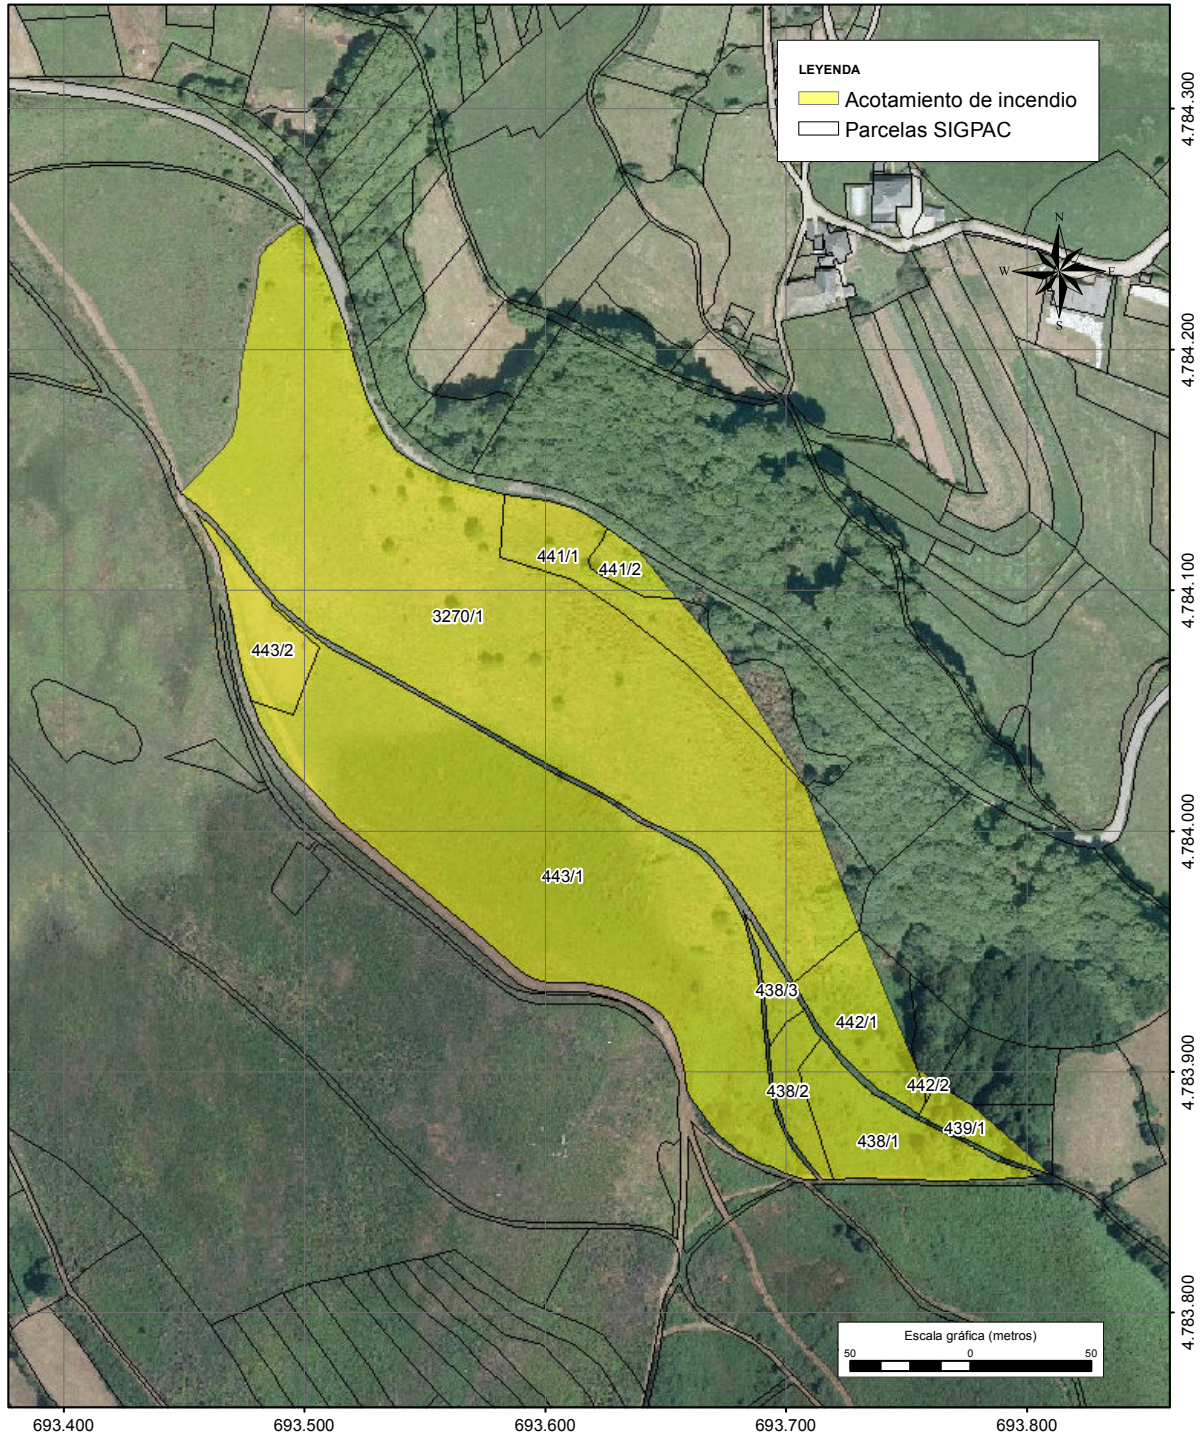 LEYENDA
Acotamiento de incendio
Parcelas SIGPAC
4.784.300
N
W E
S
4.784.200
441/1
441/2
4.784.100
3270/1
443/2
4.784.000
443/1
438/3
442/1
4.783.900
442/2
438/2
439/1
438/1
4.783.800
Escala gráfica (metros)
50 0 50
693.400 693.500 693.600 693.700 693.800